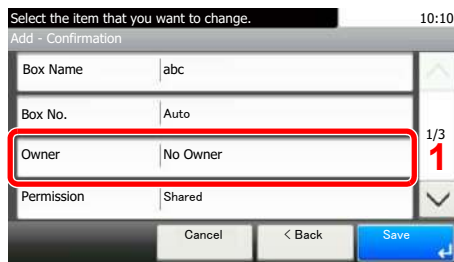 Select the item that you want to change.
10:10
Add - Confirmation
Box Name abc
Box No. Auto
1/3
Owner No Owner
1
Permission Shared
Cancel < Back Save